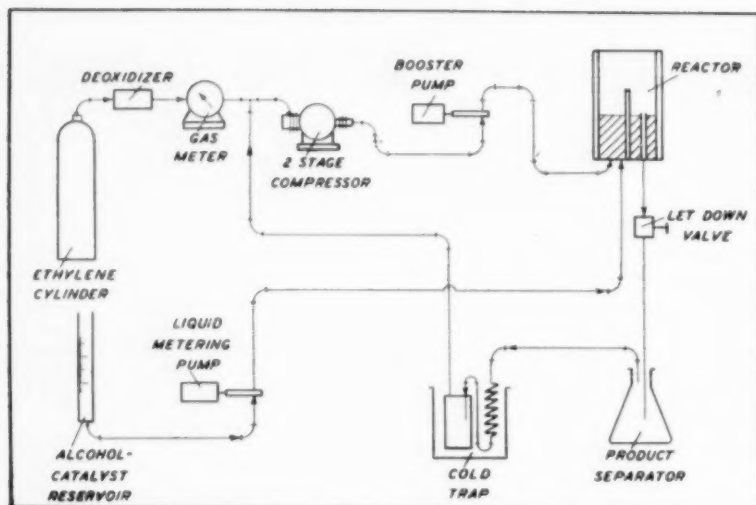 DEOXIDIZER
GAS
METER
2 STAGE
COMPRESSOR
BOOSTER
PUMP
REACTOR
LET DOWN
VALVE
ETHYLENE
CYLINDER
LIQUID
METERING
PUMP
ALCOHOL-
CATALYST
RESERVOIR
COLD
TRAP
PRODUCT
SEPARATOR